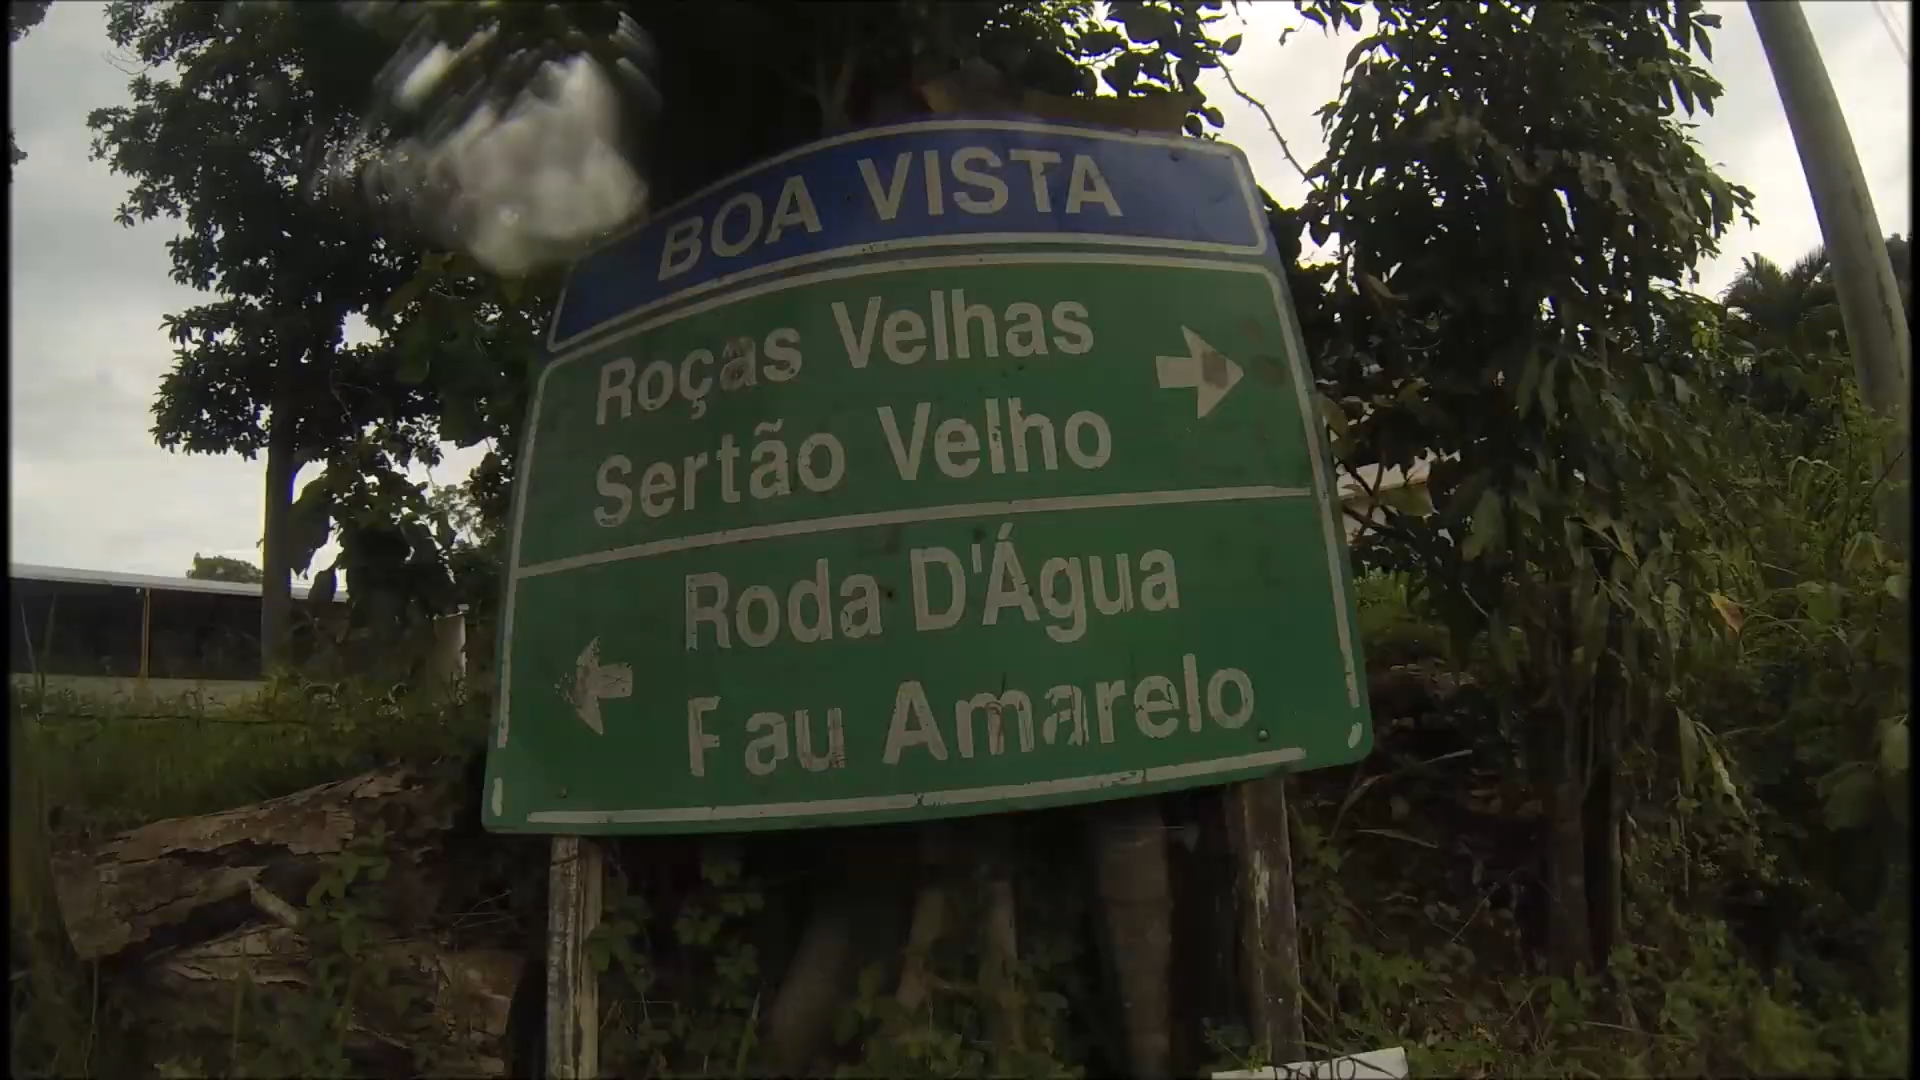 BOA VISTA
Roças Velhas
Sertão Velho
Roda D'Água
Fau Amarelo